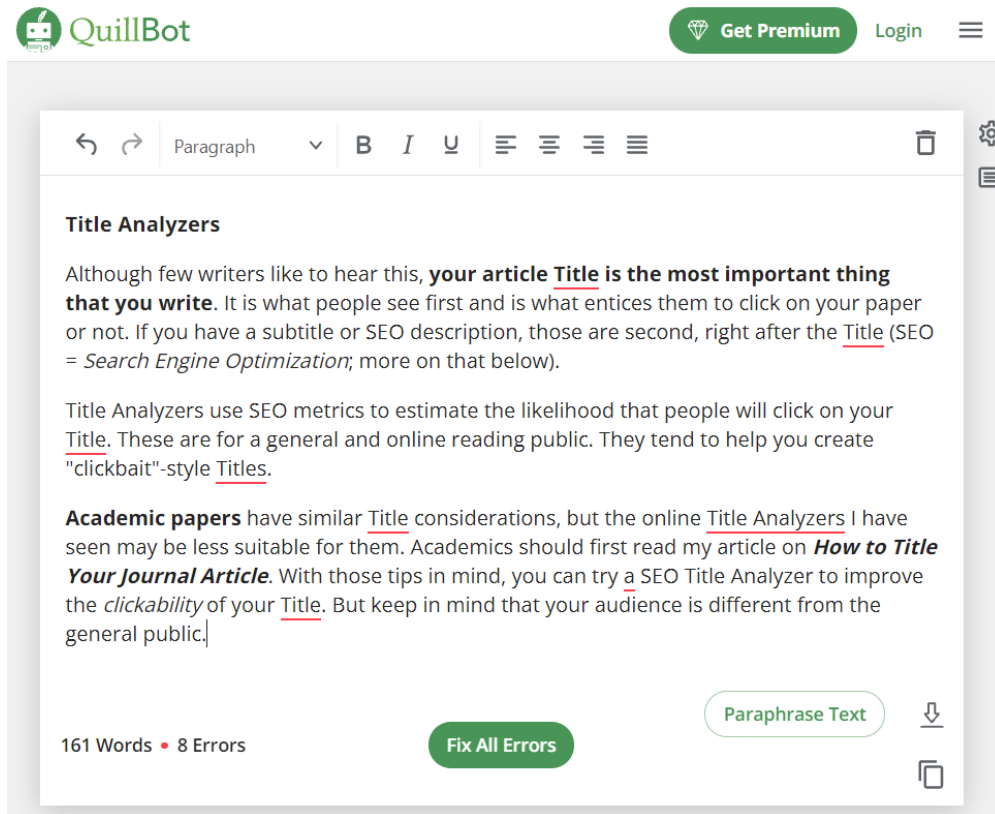 QuillBot
Get Premium
Login
Paragraph
B I U
Title Analyzers
Although few writers like to hear this, your article Title is the most important thing
that you write. It is what people see first and is what entices them to click on your paper
or not. If you have a subtitle or SEO description, those are second, right after the Title (SEO
= Search Engine Optimization; more on that below).
Title Analyzers use SEO metrics to estimate the likelihood that people will click on your
Title. These are for a general and online reading public. They tend to help you create
"clickbait"-style Titles.
Academic papers have similar Title considerations, but the online Title Analyzers I have
seen may be less suitable for them. Academics should first read my article on How to Title
Your Journal Article. With those tips in mind, you can try a SEO Title Analyzer to improve
the clickability of your Title. But keep in mind that your audience is different from the
general public.
Paraphrase Text
161 Words • 8 Errors
Fix All Errors